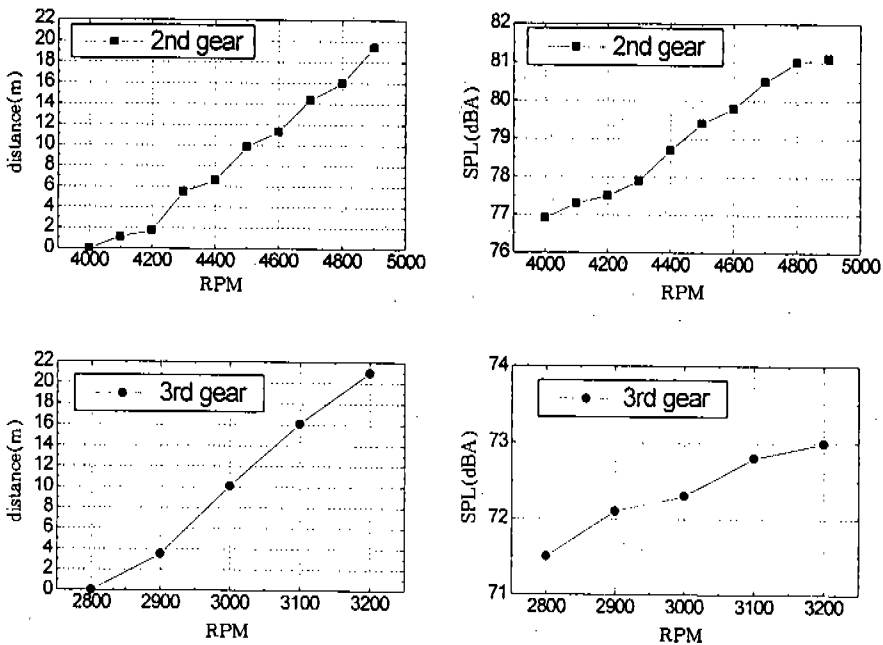 2nd gear
distance(m)
22
20
18
16
14
12
10
8
6
4
2
0
4000 4200 4400 4600 4800 5000
RPM
2nd gear
SPL(dBA)
82
81
80
79
78
77
76
4000 4200 4400 4600 4800 5000
RPM
3rd gear
distance(m)
22
20
18
16
14
12
10
8
6
4
2
0
2800 2900 3000 3100 3200
RPM
3rd gear
SPL(dBA)
74
73
72
71
2800 2900 3000 3100 3200
RPM